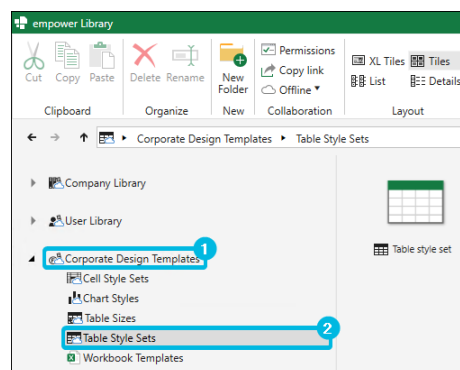 empower Library
Cut Copy Paste Delete Rename New Folder
Permissions
Copy link
Offline
XL Tiles Tiles
List Details
Clipboard Organize New Collaboration Layout
Corporate Design Templates Table Style Sets
Company Library
User Library
Corporate Design Templates 1
Cell Style Sets
Chart Styles
Table Sizes
Table Style Sets 2
Workbook Templates
Table style set